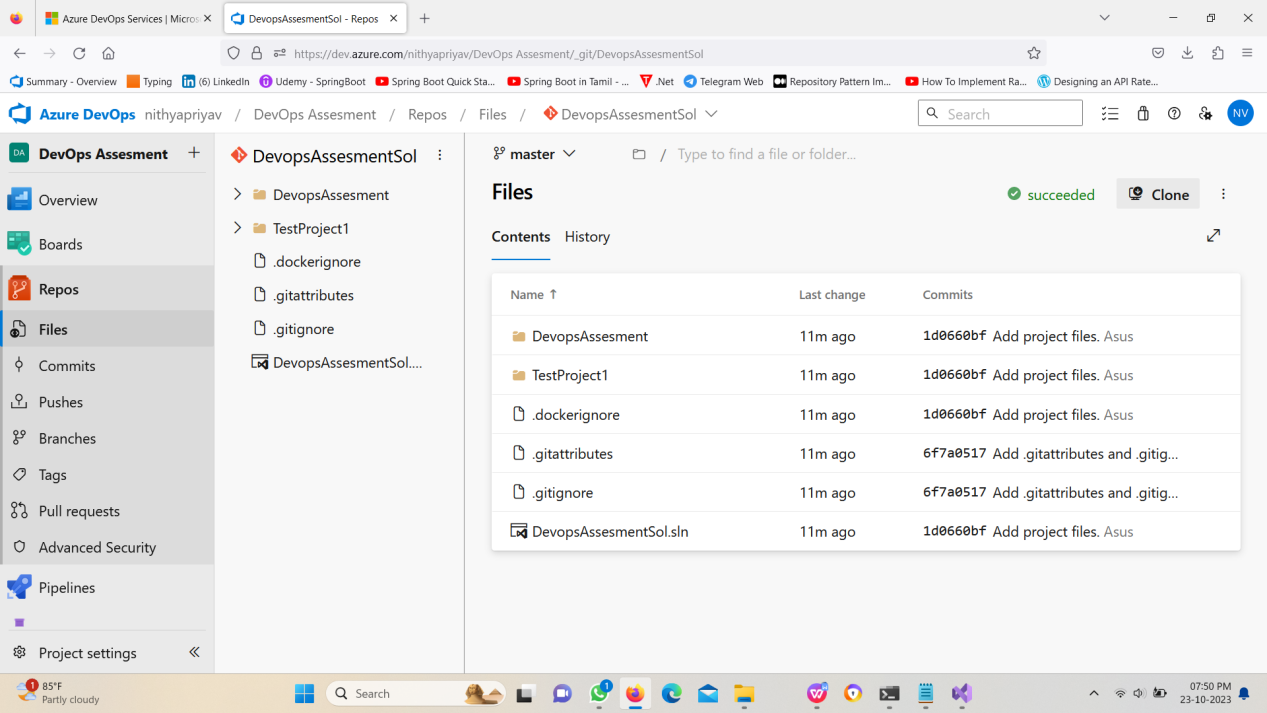 Azure DevOps Services | Micros
DevopsAssesmentSol - Repos
https://dev.azure.com/nithyapriyav/DevOps Assesment/_git/DevopsAssesmentSol
Summary - Overview Typing (6) LinkedIn Udemy - SpringBoot Spring Boot Quick Sta... Spring Boot in Tamil - ... .Net Telegram Web Repository Pattern Im... How To Implement Ra... Designing an API Rate...
Azure DevOps nithyapriyav / DevOps Assesment / Repos / Files / DevopsAssesmentSol
Search
NV
DA DevOps Assesment
Overview
Boards
Repos
Files
Commits
Pushes
Branches
Tags
Pull requests
Advanced Security
Pipelines
Project settings
DevopsAssesmentSol
DevopsAssesment
TestProject1
.dockerignore
.gitattributes
.gitignore
DevopsAssesmentSol....
master / Type to find a file or folder...
Files
succeeded
Clone
Contents History
Name ↑ Last change Commits
DevopsAssesment 11m ago 1d0660bf Add project files. Asus
TestProject1 11m ago 1d0660bf Add project files. Asus
.dockerignore 11m ago 1d0660bf Add project files. Asus
.gitattributes 11m ago 6f7a0517 Add .gitattributes and .gitig...
.gitignore 11m ago 6f7a0517 Add .gitattributes and .gitig...
DevopsAssesmentSol.sln 11m ago 1d0660bf Add project files. Asus
1
85°F
Partly cloudy
Search
1
07:50 PM
23-10-2023